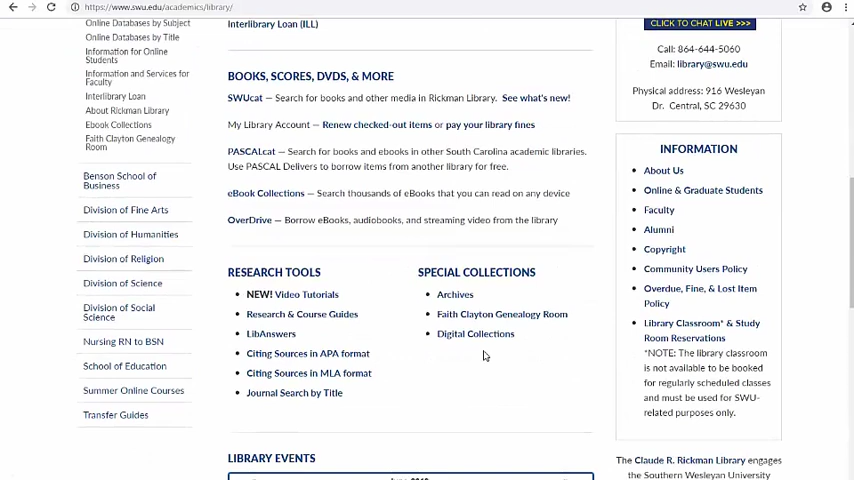 https://www.swu.edu/academics/library/
Online Databases by Subject
Online Databases by Title
Information for Online
Students
Information and Services for
Faculty
Interlibrary Loan
About Rickman Library
Ebook Collections
Faith Clayton Genealogy
Room
Benson School of
Business
Division of Fine Arts
Division of Humanities
Division of Religion
Division of Science
Division of Social
Science
Nursing RN to BSN
School of Education
Summer Online Courses
Transfer Guides
Interlibrary Loan (ILL)
BOOKS, SCORES, DVDS, & MORE
SWUcat — Search for books and other media in Rickman Library. See what's new!
My Library Account — Renew checked-out items or pay your library fines
PASCALcat — Search for books and ebooks in other South Carolina academic libraries.
Use PASCAL Delivers to borrow items from another library for free.
eBook Collections — Search thousands of eBooks that you can read on any device
OverDrive — Borrow eBooks, audiobooks, and streaming video from the library
RESEARCH TOOLS
NEW! Video Tutorials
Research & Course Guides
LibAnswers
Citing Sources in APA format
Citing Sources in MLA format
Journal Search by Title
SPECIAL COLLECTIONS
Archives
Faith Clayton Genealogy Room
Digital Collections
LIBRARY EVENTS
CLICK TO CHAT LIVE >>>
Call: 864-644-5060
Email: library@swu.edu
Physical address: 916 Wesleyan
Dr. Central, SC 29630
INFORMATION
About Us
Online & Graduate Students
Faculty
Alumni
Copyright
Community Users Policy
Overdue, Fine, & Lost Item
Policy
Library Classroom* & Study
Room Reservations
*NOTE: The library classroom
is not available to be booked
for regularly scheduled classes
and must be used for SWU-
related purposes only.
The Claude R. Rickman Library engages
the Southern Wesleyan University